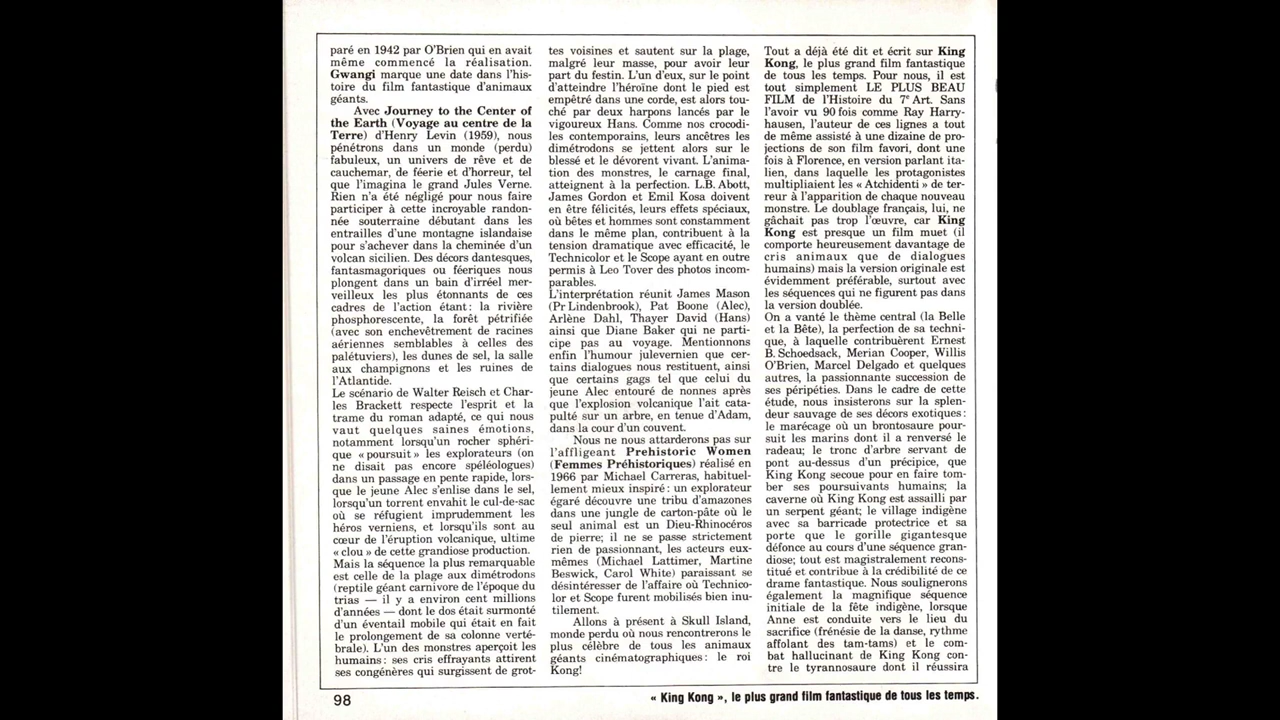 paré en 1942 par O'Brien qui en avait
même commencé la réalisation.
Gwangi marque une date dans l'his-
toire du film fantastique d'animaux
géants.
Avec Journey to the Center of
the Earth (Voyage au centre de la
Terre) d'Henry Levin (1959), nous
pénétrons dans un monde (perdu)
fabuleux, un univers de rêve et de
cauchemar, de féerie et d'horreur, tel
que l'imagina le grand Jules Verne.
Rien n'a été négligé pour nous faire
participer à cette incroyable randon-
née souterraine débutant dans les
entrailles d'une montagne islandaise
pour s'achever dans la cheminée d'un
volcan sicilien. Des décors dantesques,
fantasmagoriques ou féeriques nous
plongent dans un bain d'irréel mer-
veilleux les plus étonnants de ces
cadres de l'action étant : la rivière
phosphorescente, la forêt pétrifiée
(avec son enchevêtrement de racines
aériennes semblables à celles des
palétuviers), les dunes de sel, la salle
aux champignons et les ruines de
l'Atlantide.
Le scénario de Walter Reisch et Char-
les Brackett respecte l'esprit et la
trame du roman adapté, ce qui nous
vaut quelques saines émotions,
notamment lorsqu'un rocher sphéri-
que « poursuit » les explorateurs (on
ne disait pas encore spéléologues)
dans un passage en pente rapide, lors-
que le jeune Alec s'enlise dans le sel,
lorsqu'un torrent envahit le cul-de-sac
où se réfugient imprudemment les
héros verniens, et lorsqu'ils sont au
cœur de l'éruption volcanique, ultime
« clou » de cette grandiose production.
Mais la séquence la plus remarquable
est celle de la plage aux dimétrodons
(reptile géant carnivore de l'époque du
trias — il y a environ cent millions
d'années — dont le dos était surmonté
d'un éventail mobile qui était en fait
le prolongement de sa colonne verté-
brale). L'un des monstres aperçoit les
humains : ses cris effrayants attirent
ses congénères qui surgissent de grot-
tes voisines et sautent sur la plage,
malgré leur masse, pour avoir leur
part du festin. L'un d'eux, sur le point
d'atteindre l'héroïne dont le pied est
empêtré dans une corde, est alors tou-
ché par deux harpons lancés par le
vigoureux Hans. Comme nos crocodi-
les contemporains, leurs ancêtres les
dimétrodons se jettent alors sur le
blessé et le dévorent vivant. L'anima-
tion des monstres, le carnage final,
atteignent à la perfection. L.B. Abott,
James Gordon et Emil Kosa doivent
en être félicités, leurs effets spéciaux,
où bêtes et hommes sont constamment
dans le même plan, contribuent à la
tension dramatique avec efficacité, le
Technicolor et le Scope ayant en outre
permis à Leo Tover des photos incom-
parables.
L'interprétation réunit James Mason
(Pr Lindenbrook), Pat Boone (Alec),
Arlène Dahl, Thayer David (Hans)
ainsi que Diane Baker qui ne parti-
cipe pas au voyage. Mentionnons
enfin l'humour julevernien que cer-
tains dialogues nous restituent, ainsi
que certains gags tel que celui du
jeune Alec entouré de nonnes après
que l'explosion volcanique l'ait cata-
pulté sur un arbre, en tenue d'Adam,
dans la cour d'un couvent.
Nous ne nous attarderons pas sur
l'affligeant Prehistoric Women
(Femmes Préhistoriques) réalisé en
1966 par Michael Carreras, habituel-
lement mieux inspiré : un explorateur
égaré découvre une tribu d'amazones
dans une jungle de carton-pâte où le
seul animal est un Dieu-Rhinocéros
de pierre; il ne se passe strictement
rien de passionnant, les acteurs eux-
mêmes (Michael Lattimer, Martine
Beswick, Carol White) paraissant se
désintéresser de l'affaire où Technico-
lor et Scope furent mobilisés bien inu-
tilement.
Allons à présent à Skull Island,
monde perdu où nous rencontrerons le
plus célèbre de tous les animaux
géants cinématographiques : le roi
Kong!
Tout a déjà été dit et écrit sur King
Kong, le plus grand film fantastique
de tous les temps. Pour nous, il est
tout simplement LE PLUS BEAU
FILM de l'Histoire du 7e Art. Sans
l'avoir vu 90 fois comme Ray Harry-
hausen, l'auteur de ces lignes a tout
de même assisté à une dizaine de pro-
jections de son film favori, dont une
fois à Florence, en version parlant ita-
lien, dans laquelle les protagonistes
multipliaient les « Atchidenti » de ter-
reur à l'apparition de chaque nouveau
monstre. Le doublage français, lui, ne
gâchait pas trop l'œuvre, car King
Kong est presque un film muet (il
comporte heureusement davantage de
cris animaux que de dialogues
humains) mais la version originale est
évidemment préférable, surtout avec
les séquences qui ne figurent pas dans
la version doublée.
On a vanté le thème central (la Belle
et la Bête), la perfection de sa techni-
que, à laquelle contribuèrent Ernest
B. Schoedsack, Merian Cooper, Willis
O'Brien, Marcel Delgado et quelques
autres, la passionnante succession de
ses péripéties. Dans le cadre de cette
étude, nous insisterons sur la splen-
deur sauvage de ses décors exotiques :
le marécage où un brontosaure pour-
suit les marins dont il a renversé le
radeau; le tronc d'arbre servant de
pont au-dessus d'un précipice, que
King Kong secoue pour en faire tom-
ber ses poursuivants humains; la
caverne où King Kong est assailli par
un serpent géant; le village indigène
avec sa barricade protectrice et sa
porte que le gorille gigantesque
défonce au cours d'une séquence gran-
diose; tout est magistralement recons-
titué et contribue à la crédibilité de ce
drame fantastique. Nous soulignerons
également la magnifique séquence
initiale de la fête indigène, lorsque
Anne est conduite vers le lieu du
sacrifice (frénésie de la danse, rythme
affolant des tam-tams) et le com-
bat hallucinant de King Kong con-
tre le tyrannosaure dont il réussira
98
« King Kong », le plus grand film fantastique de tous les temps.